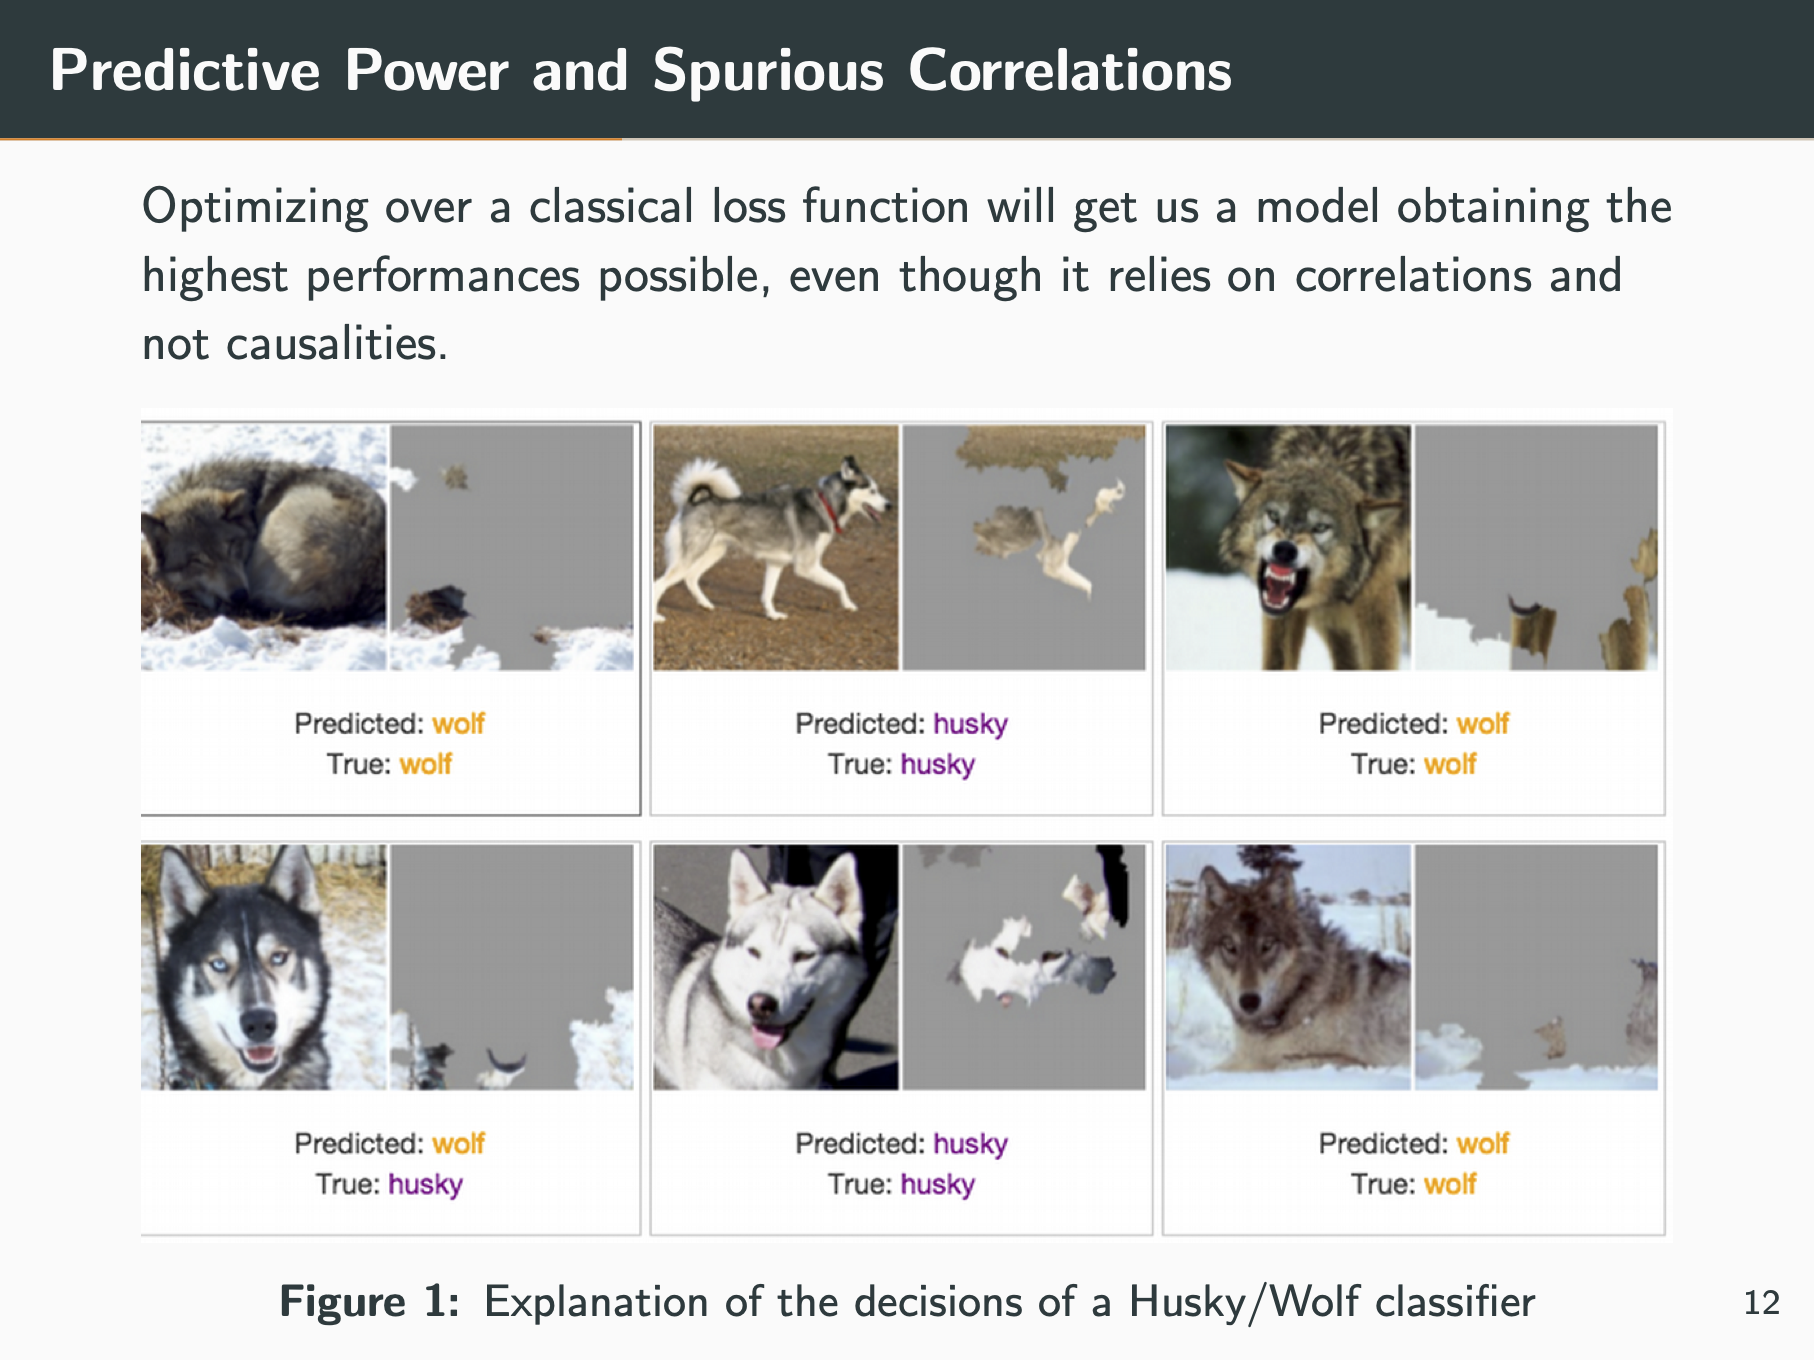 Predictive Power and Spurious Correlations
Optimizing over a classical loss function will get us a model obtaining the
highest performances possible, even though it relies on correlations and
not causalities.
Predicted: wolf
True: wolf
Predicted: husky
True: husky
Predicted: wolf
True: wolf
Predicted: wolf
True: husky
Predicted: husky
True: husky
Predicted: wolf
True: wolf
Figure 1: Explanation of the decisions of a Husky/Wolf classifier
12